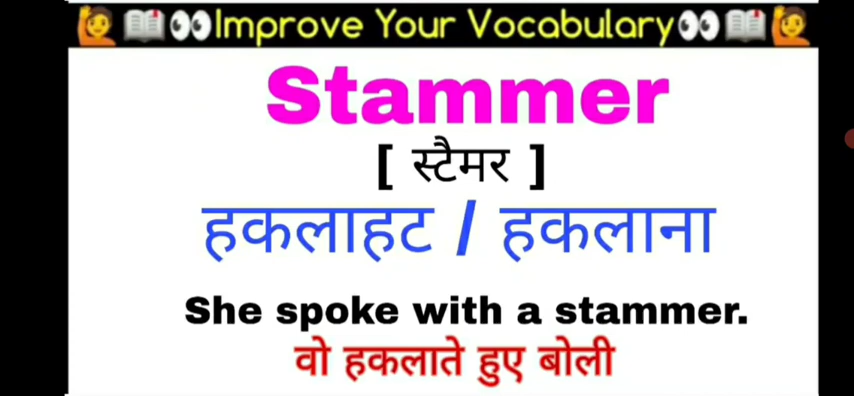 Improve Your Vocabulary
Stammer
[ स्टैमर ]
हकलाहट / हकलाना
She spoke with a stammer.
वो हकलाते हुए बोली